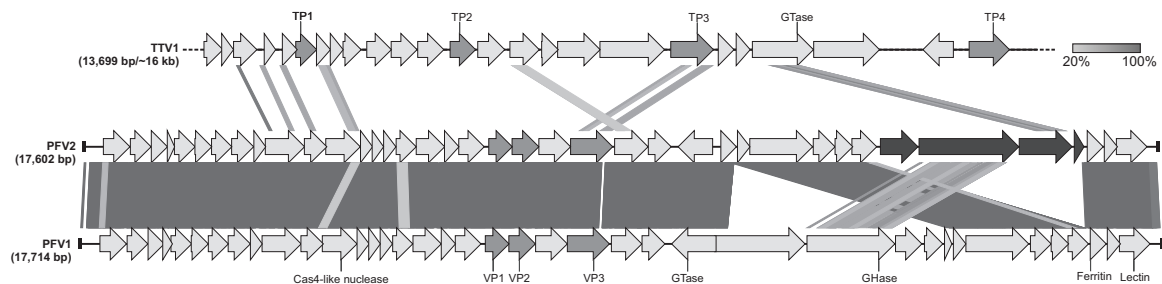 TP1 TP2 TP3 GTase TP4
TTV1
(13,699 bp/~16 kb)
20% 100%
PFV2
(17,602 bp)
PFV1
(17,714 bp)
Cas4-like nuclease VP1 VP2 VP3 GTase GHase Ferritin Lectin